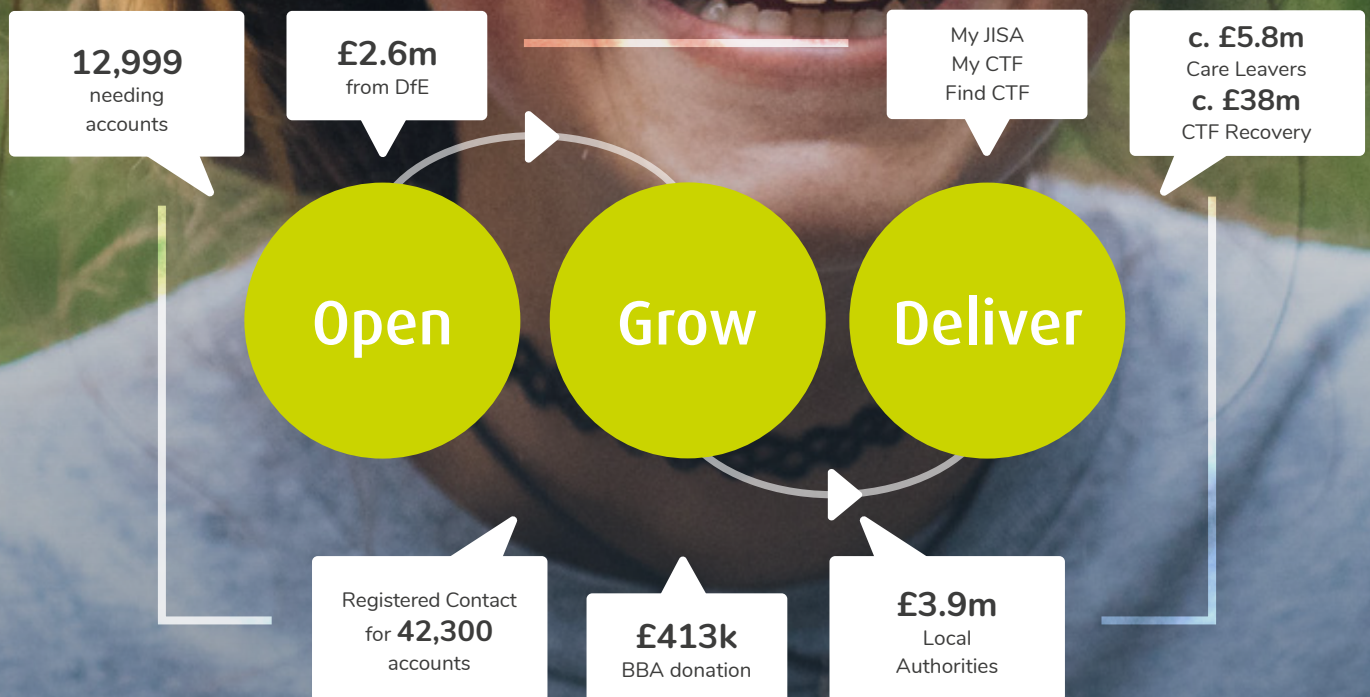 12,999
needing
accounts
£2.6m
from DfE
My JISA
My CTF
Find CTF
c. £5.8m
Care Leavers
c. £38m
CTF Recovery
Open
Grow
Deliver
Registered Contact
for 42,300
accounts
£413k
BBA donation
£3.9m
Local
Authorities